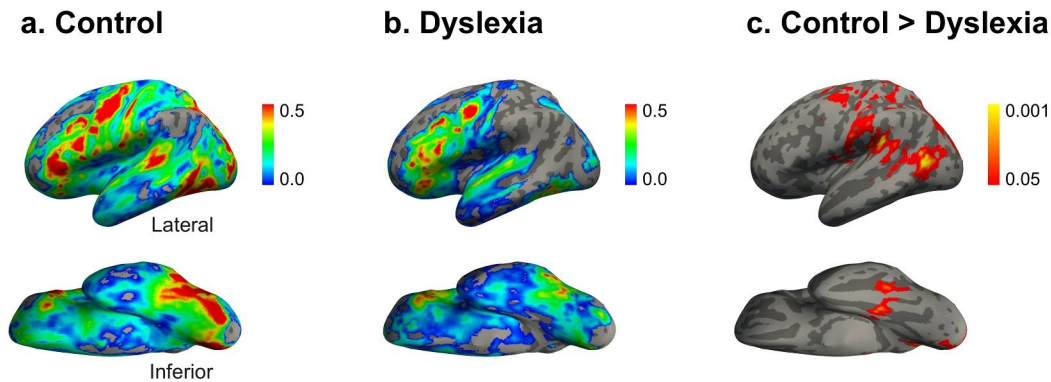 a. Control
b. Dyslexia
c. Control > Dyslexia
0.5
0.0
0.5
0.0
0.001
0.05
Lateral
Inferior